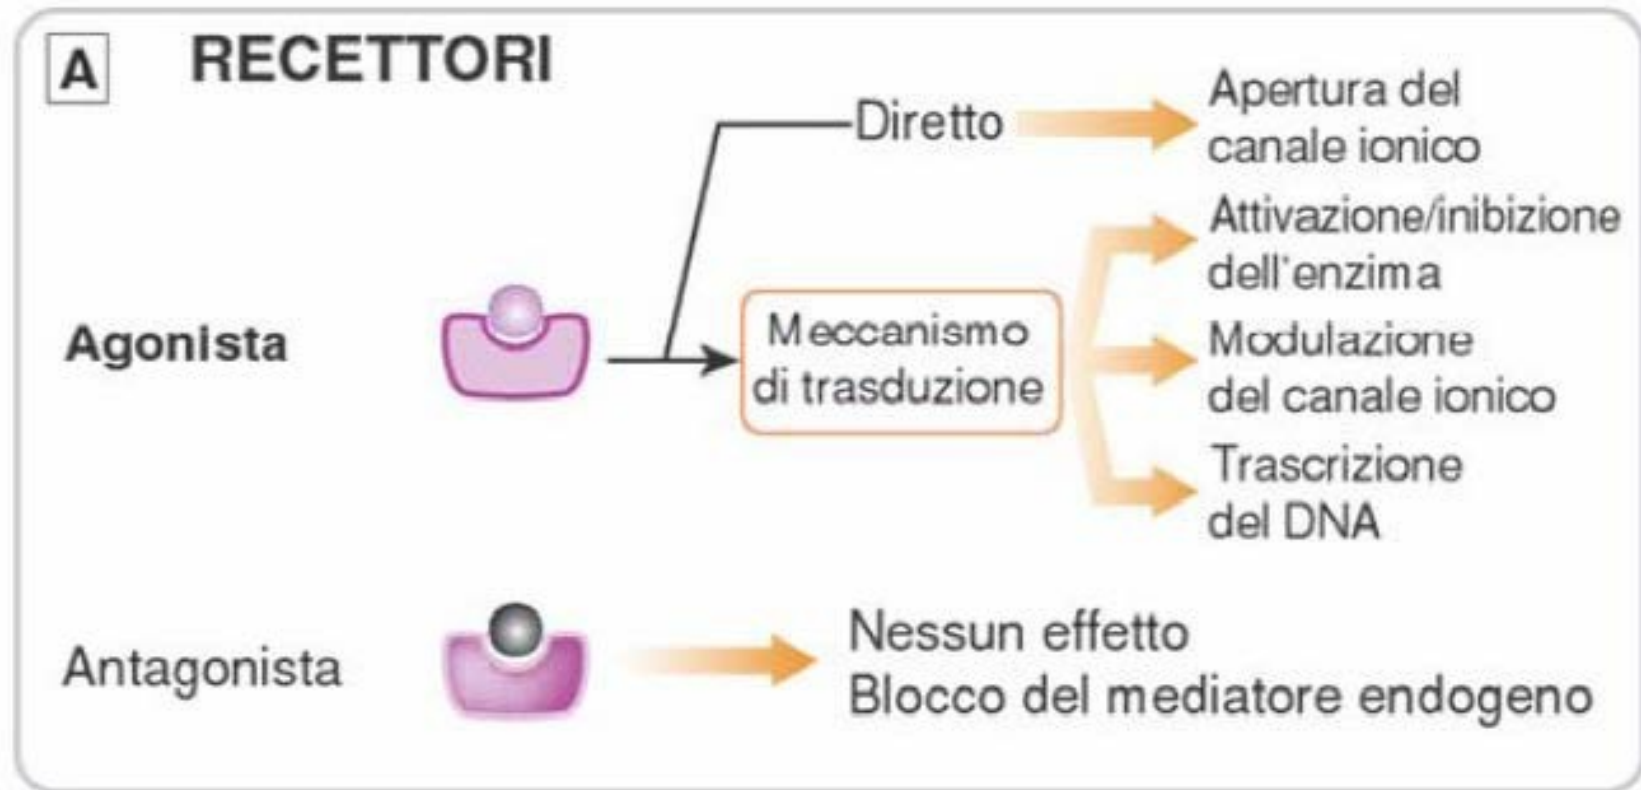 A RECETTORI
Diretto
Apertura del
canale ionico
Attivazione/inibizione
dell'enzima
Agonista
Meccanismo
di trasduzione
Modulazione
del canale ionico
Trascrizione
del DNA
Antagonista
Nessun effetto
Blocco del mediatore endogeno